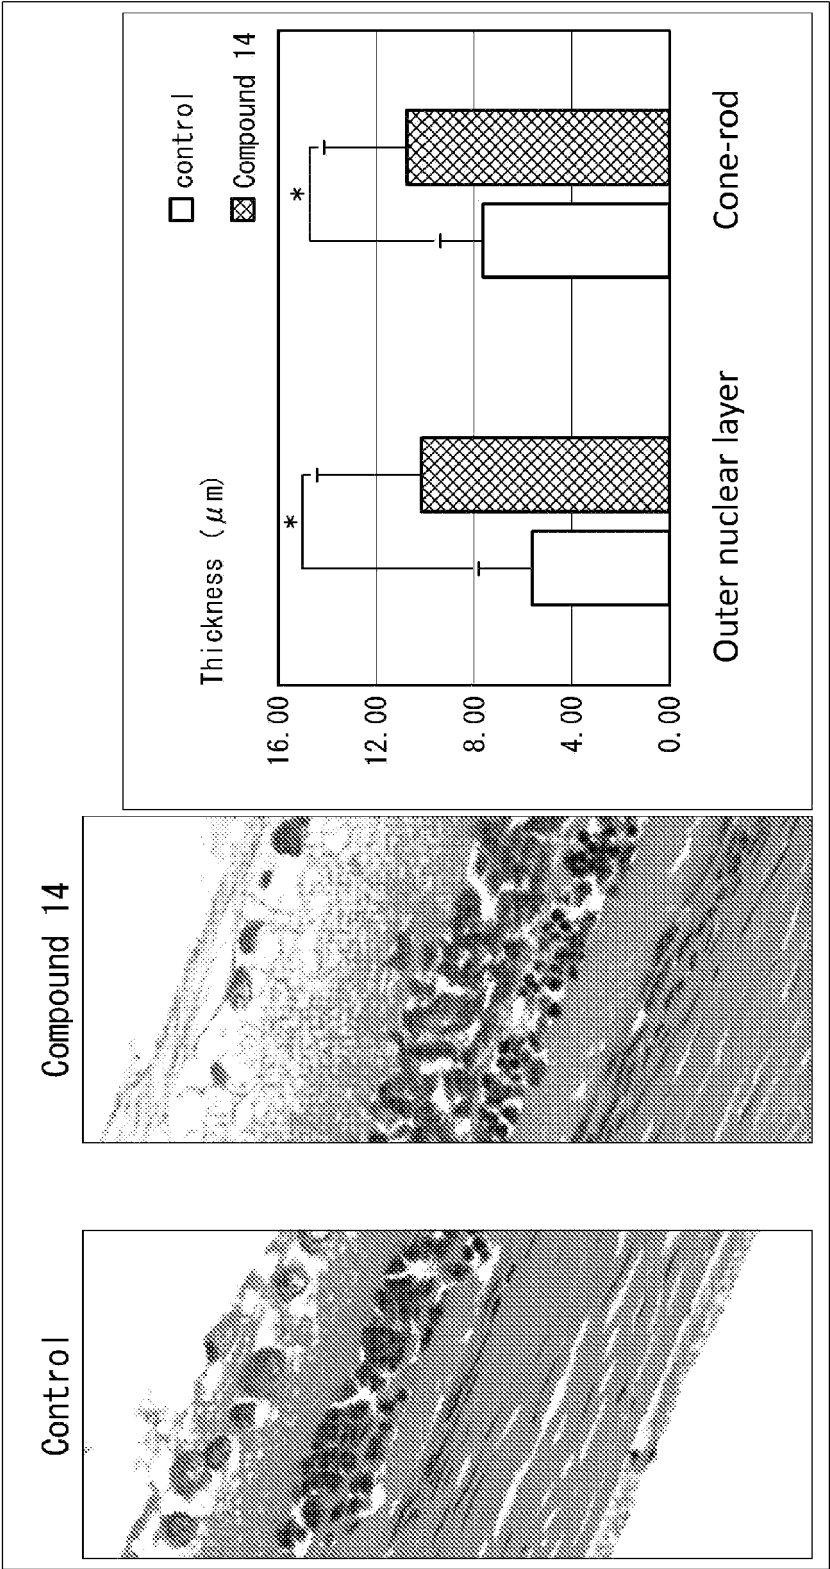 Control
Compound 14
Thickness (μm)
control
Compound 14
16.00
12.00
8.00
4.00
0.00
*
*
Outer nuclear layer
Cone-rod